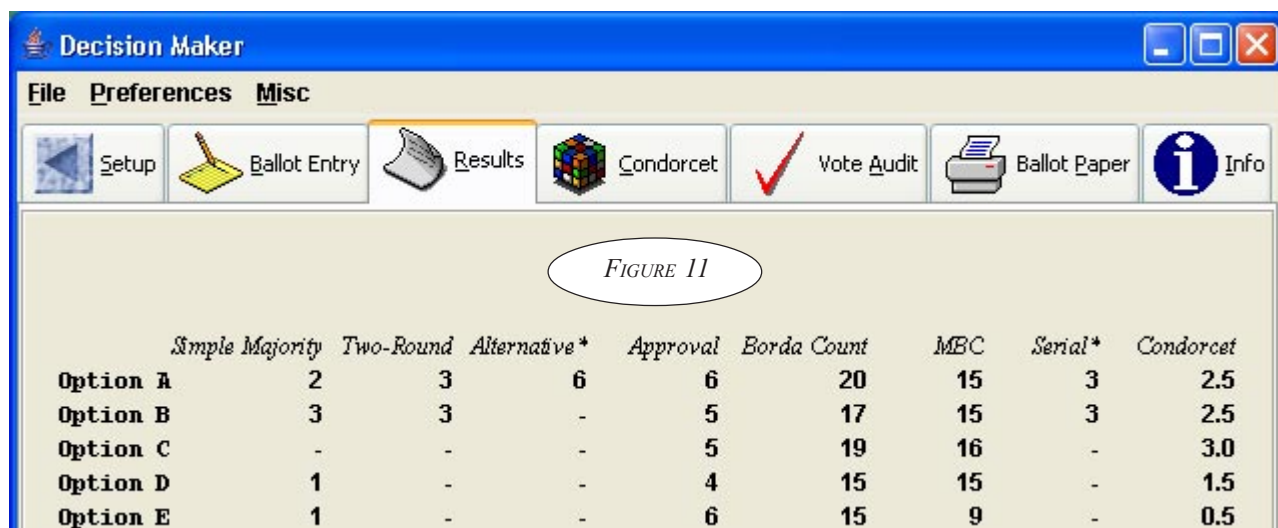 Decision Maker
File Preferences Misc
Setup Ballot Entry Results Condorcet Vote Audit Ballot Paper Info
FIGURE 11
Simple Majority Two-Round Alternative* Approval Borda Count MBC Serial* Condorcet
Option A 2 3 6 6 20 15 3 2.5
Option B 3 3 - 5 17 15 3 2.5
Option C - - - 5 19 16 - 3.0
Option D 1 - - 4 15 15 - 1.5
Option E 1 - - 6 15 9 - 0.5